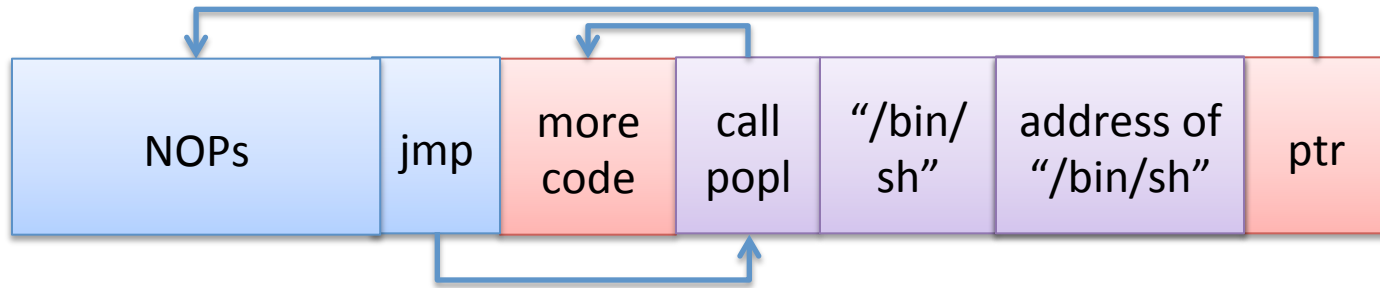 NOPs
jmp
more
code
call
popl
“/bin/
sh”
address of
“/bin/sh”
ptr